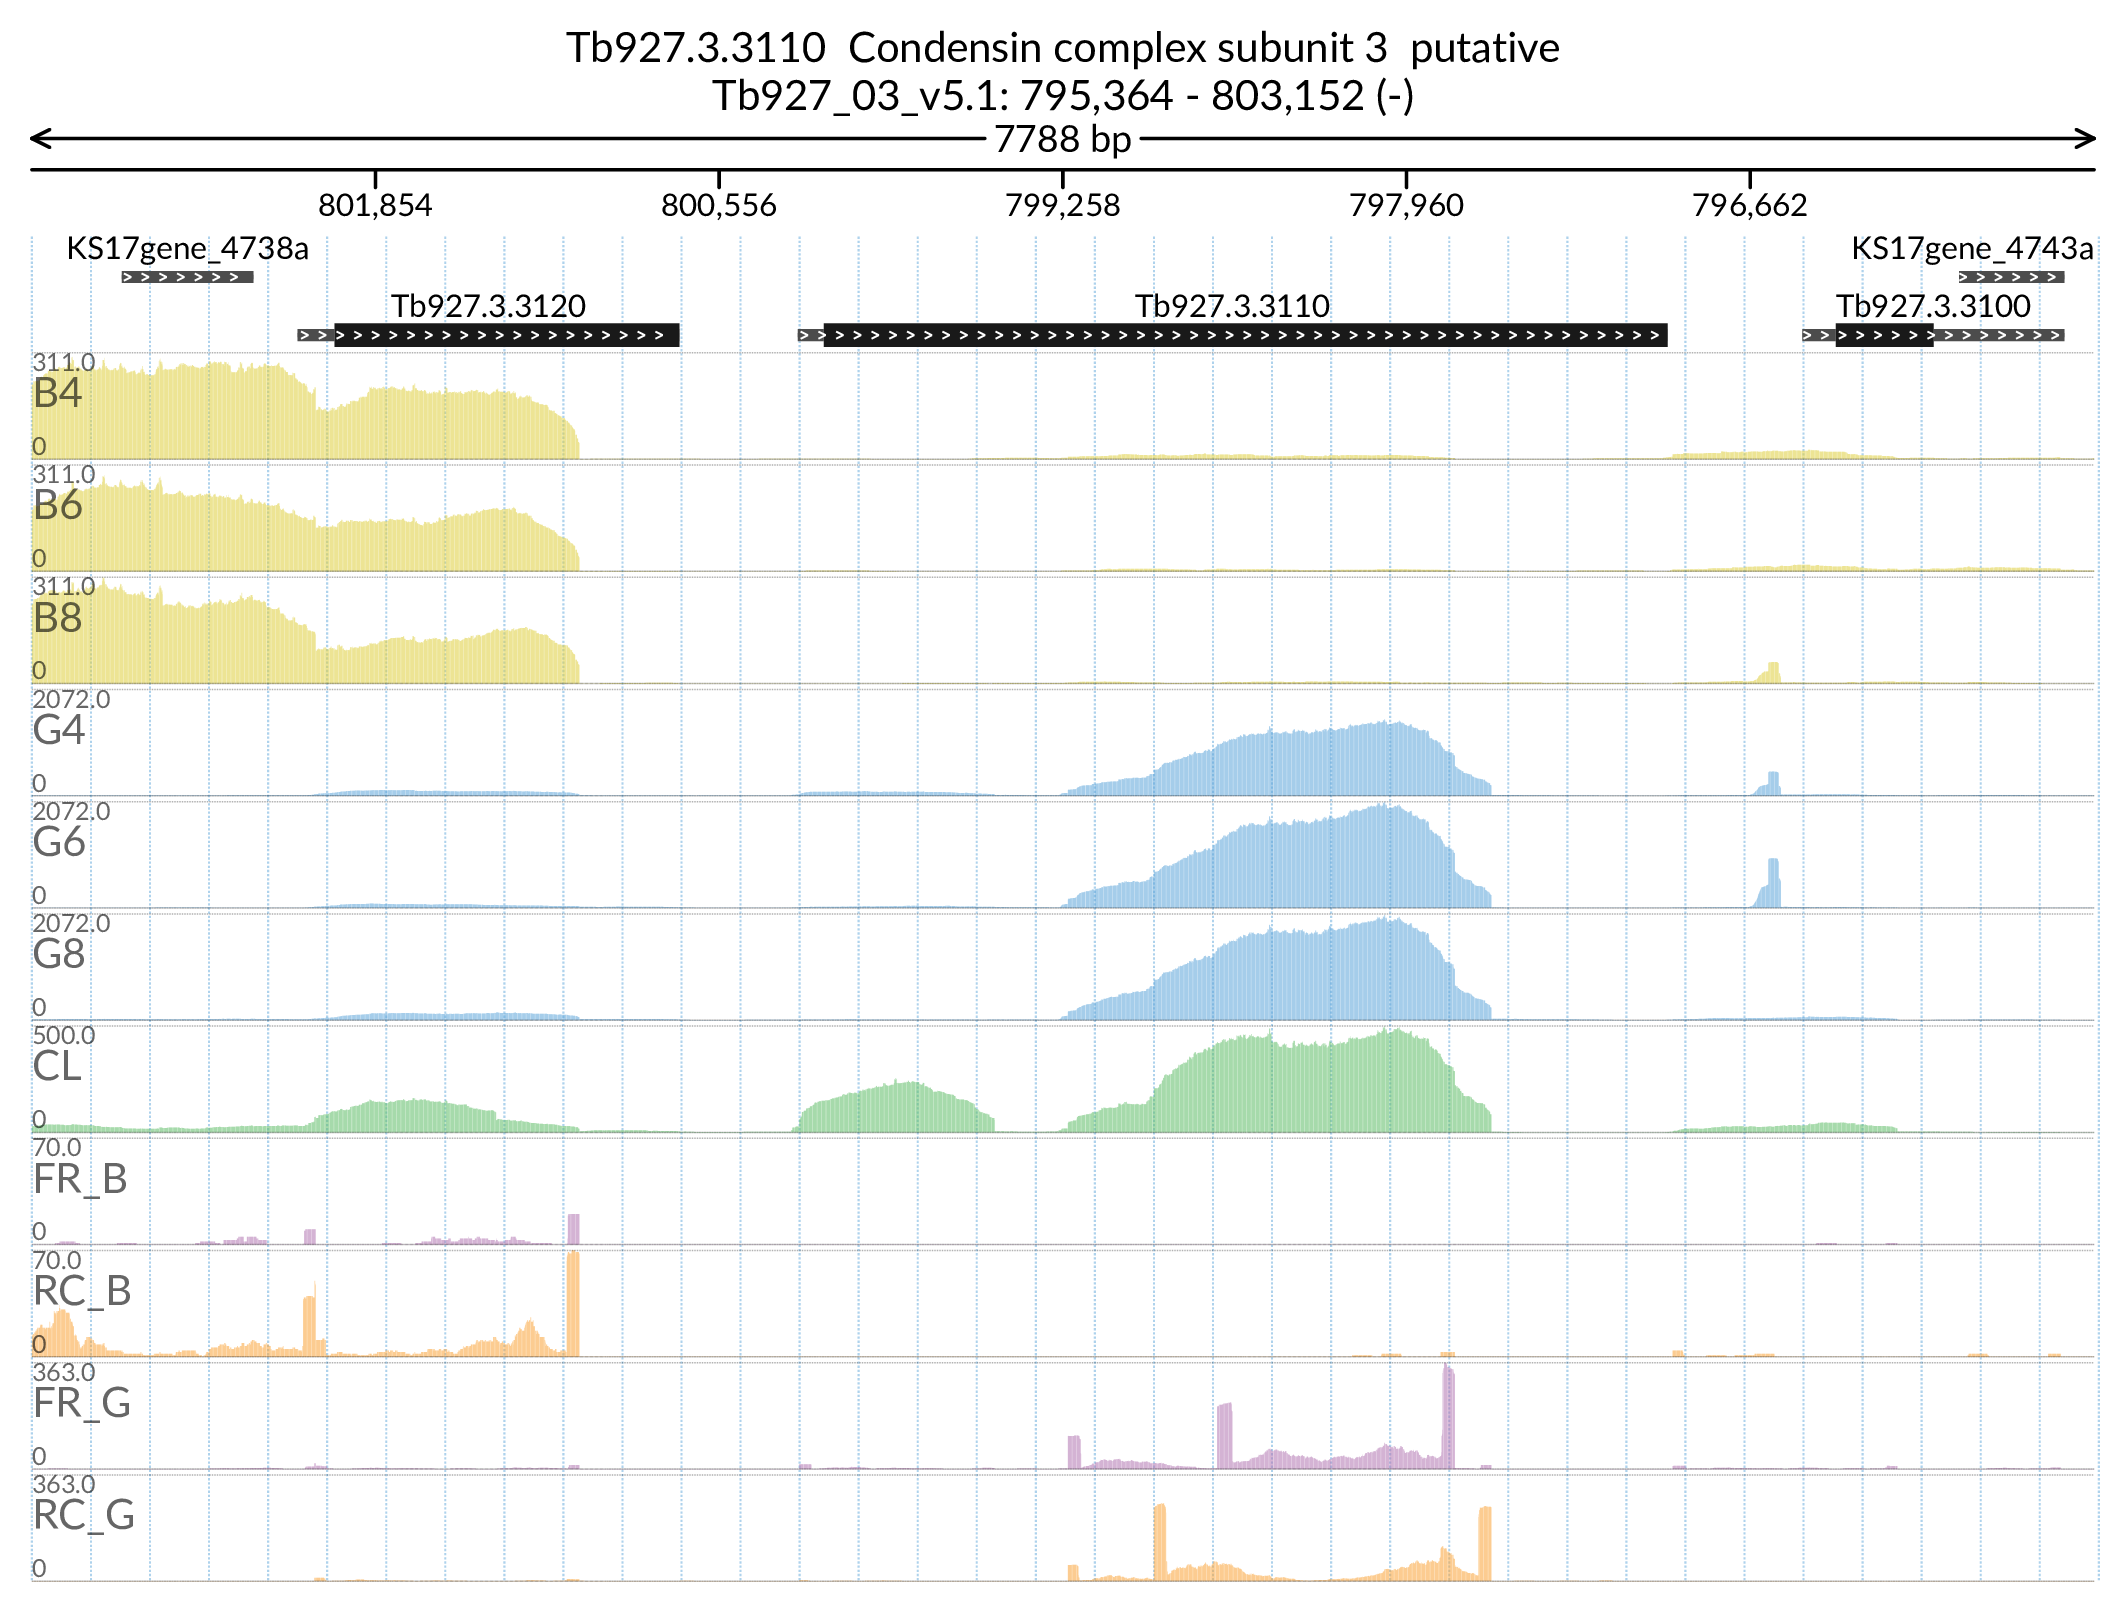 Tb927.3.3110  Condensin complex subunit 3  putative
Tb927_03_v5.1: 795,364 - 803,152 (-)
7788 bp
801,854 800,556 799,258 797,960 796,662
KS17gene_4738a KS17gene_4743a
Tb927.3.3120 Tb927.3.3110 Tb927.3.3100
311.0
B4
0
311.0
B6
0
311.0
B8
0
2072.0
G4
0
2072.0
G6
0
2072.0
G8
0
500.0
CL
0
70.0
FR_B
0
70.0
RC_B
0
363.0
FR_G
0
363.0
RC_G
0